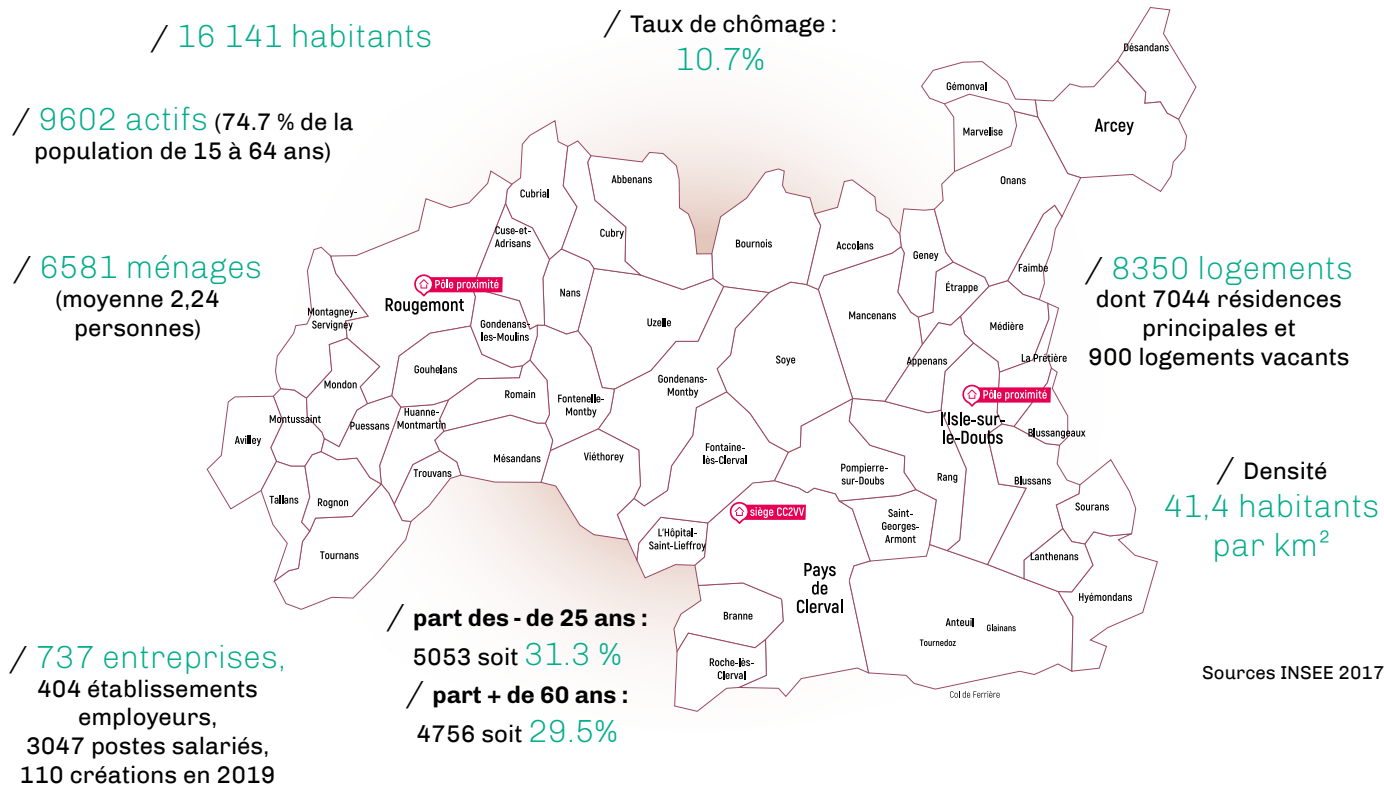 / 16 141 habitants
/ Taux de chômage :
10.7%
/ 9602 actifs (74.7 % de la
population de 15 à 64 ans)
/ 6581 ménages
(moyenne 2,24
personnes)
/ 8350 logements
dont 7044 résidences
principales et
900 logements vacants
/ Densité
41,4 habitants
par km²
Désandans
Gémonval
Arcey
Marvelise
Onans
Abbenans
Cubrial
Cuse-et-
Adrisans
Cubry
Bournois
Accolans
Geney
Faimbe
Étrappe
Pôle proximité
Rougemont
Nans
Montagney-
Servigney
Gondenans-
les-Moulins
Uzelle
Mancenans
Médière
Soye
Appenans
La Prétière
Gouhelans
Mondon
Romain
Gondenans-
Montby
Pôle proximité
l'Isle-sur-
le-Doubs
Fontenelle-
Montby
Huanne-
Montmartin
Montussaint
Puessans
Avilley
Blussangeaux
Fontaine-
lès-Clerval
Mésandans
Viéthorey
Pompierre-
sur-Doubs
Rang
Blussans
Trouvans
Tallans
Rognon
Sourans
siège CC2VV
Saint-
Georges-
Armont
L'Hôpital-
Saint-Lieffroy
Tournans
Lanthenans
Pays
de
Clerval
Hyémondans
Branne
Anteuil
Glainans
Tournedoz
Roche-lès-
Clerval
Col de Ferrière
/ part des - de 25 ans :
5053 soit 31.3 %
/ part + de 60 ans :
4756 soit 29.5%
/ 737 entreprises,
404 établissements
employeurs,
3047 postes salariés,
110 créations en 2019
Sources INSEE 2017